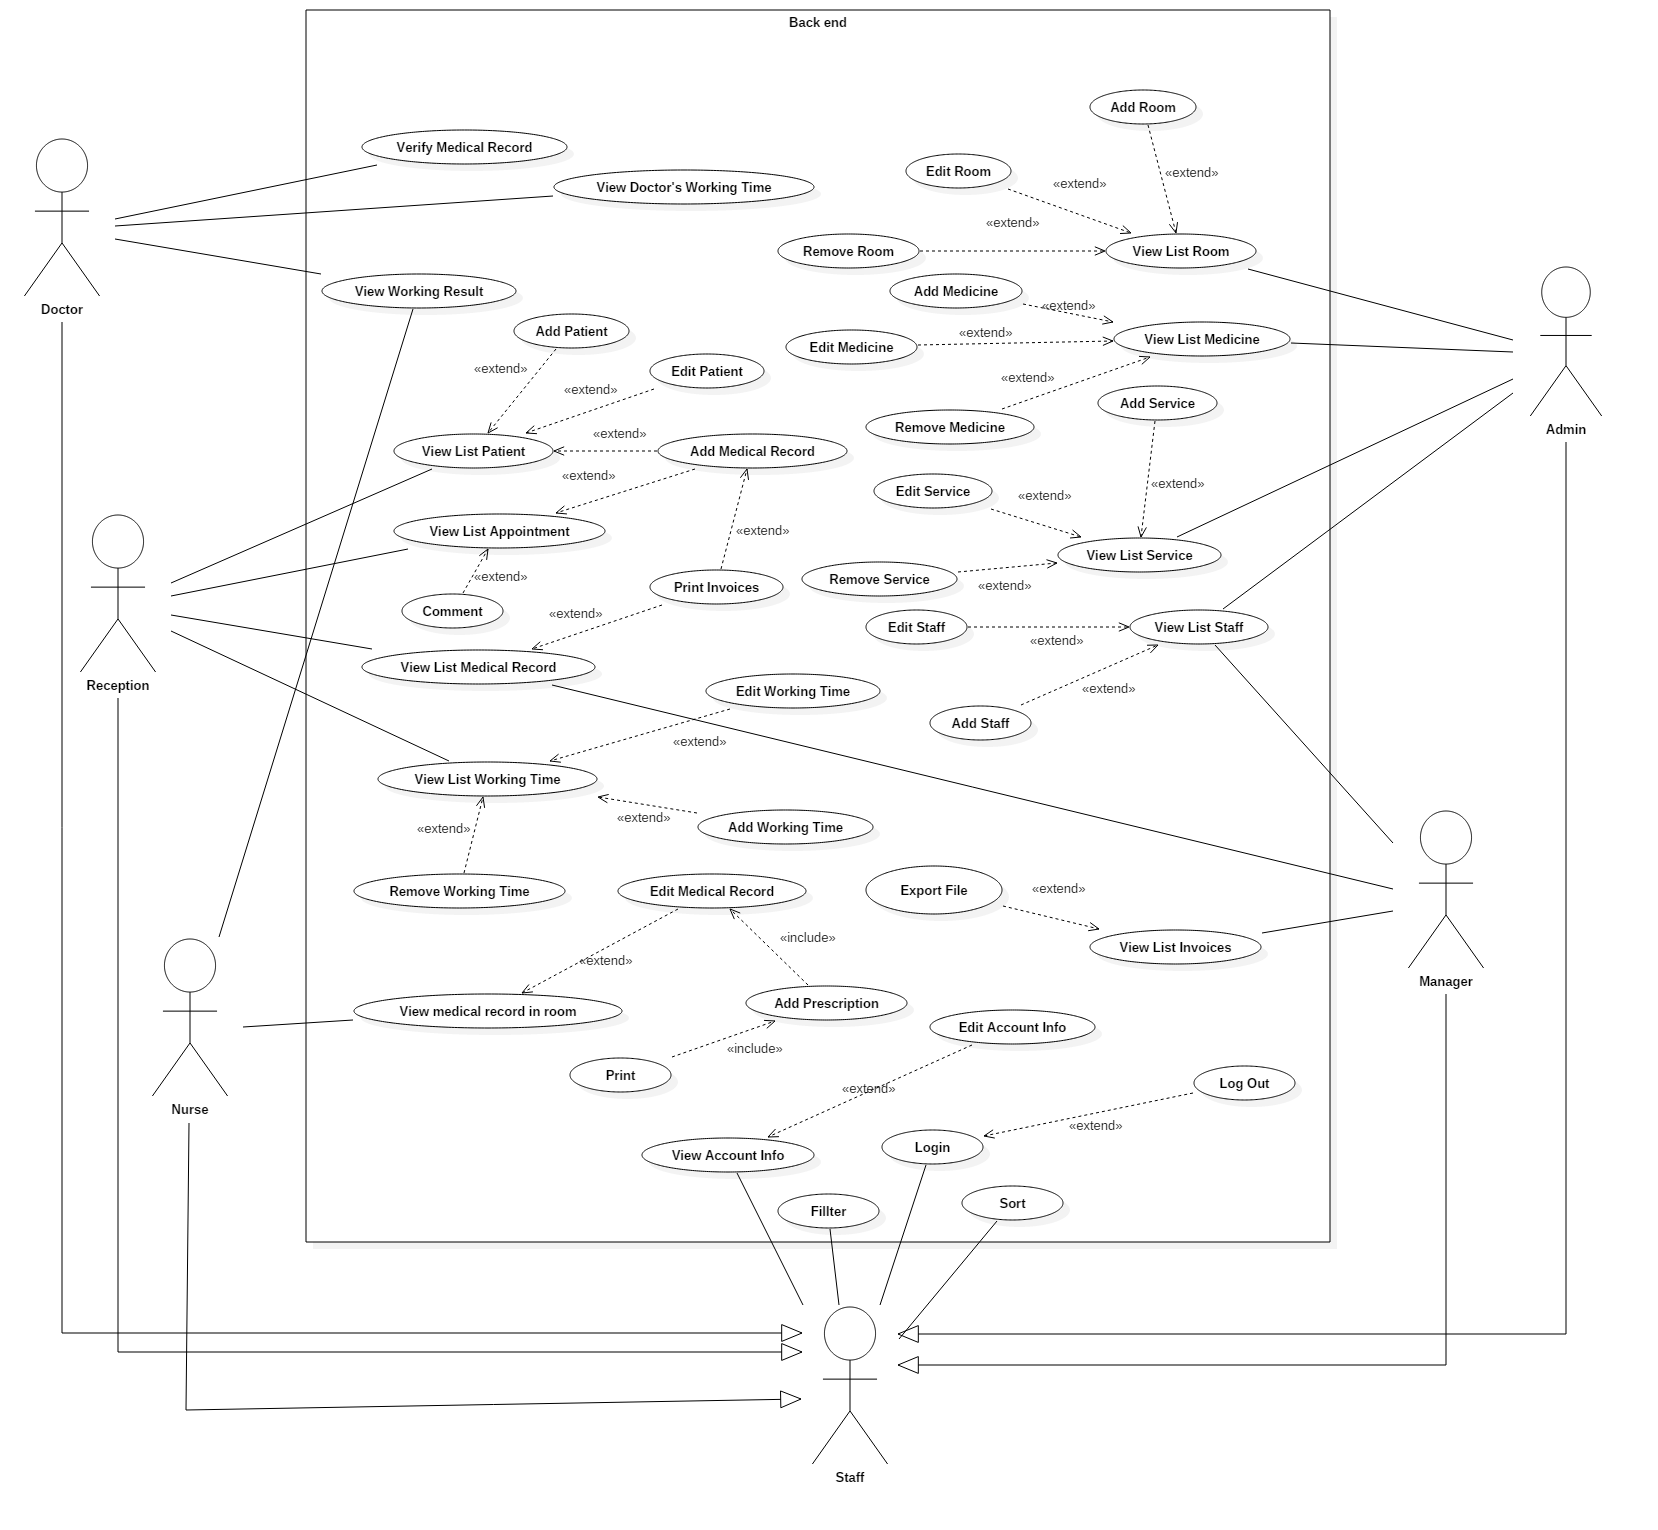 Back end
Add Room
Verify Medical Record
Edit Room
«extend»
«extend»
View Doctor's Working Time
«extend»
Remove Room
View List Room
Doctor
View Working Result
Add Medicine
«extend»
Add Patient
«extend»
View List Medicine
Edit Medicine
«extend»
Edit Patient
«extend»
«extend»
Add Service
Remove Medicine
Admin
«extend»
View List Patient
Add Medical Record
«extend»
«extend»
Edit Service
«extend»
View List Appointment
«extend»
View List Service
«extend»
Remove Service
«extend»
Print Invoices
Comment
«extend»
Edit Staff
View List Staff
«extend»
View List Medical Record
Reception
Edit Working Time
«extend»
Add Staff
«extend»
View List Working Time
«extend»
Add Working Time
«extend»
Remove Working Time
Edit Medical Record
Export File
«extend»
«include»
View List Invoices
«extend»
Manager
View medical record in room
Add Prescription
Edit Account Info
«include»
Print
Log Out
«extend»
Nurse
«extend»
View Account Info
Login
Fillter
Sort
Staff